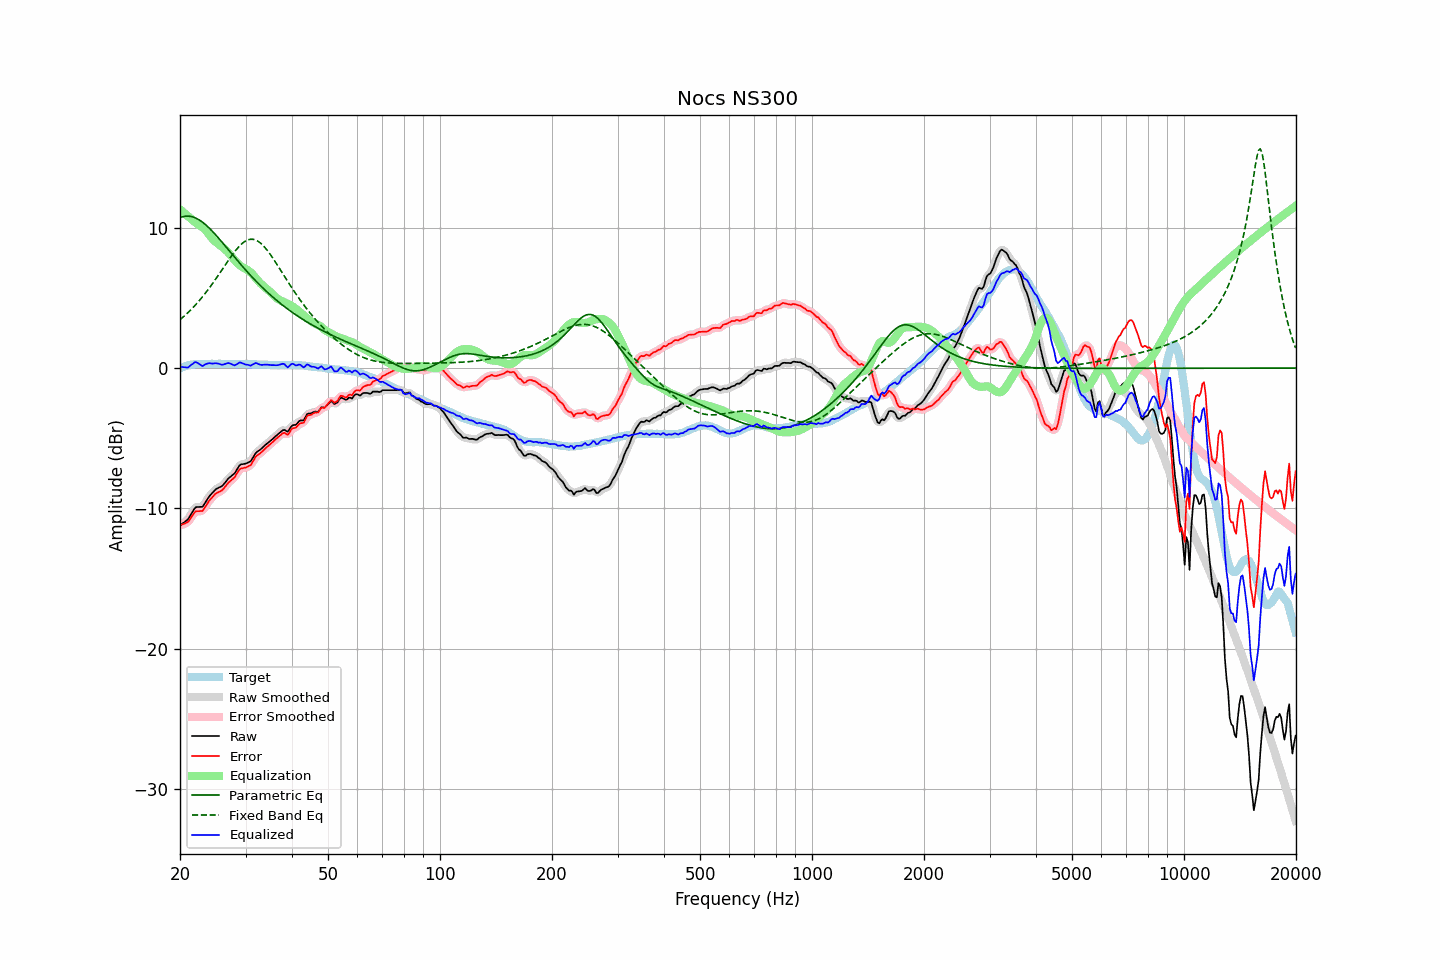 Nocs NS300
Amplitude (dBr)
10
0
−10
−20
−30
Target
Raw Smoothed
Error Smoothed
Raw
Error
Equalization
Parametric Eq
Fixed Band Eq
Equalized
20 50 100 200 500 1000 2000 5000 10000 20000
Frequency (Hz)